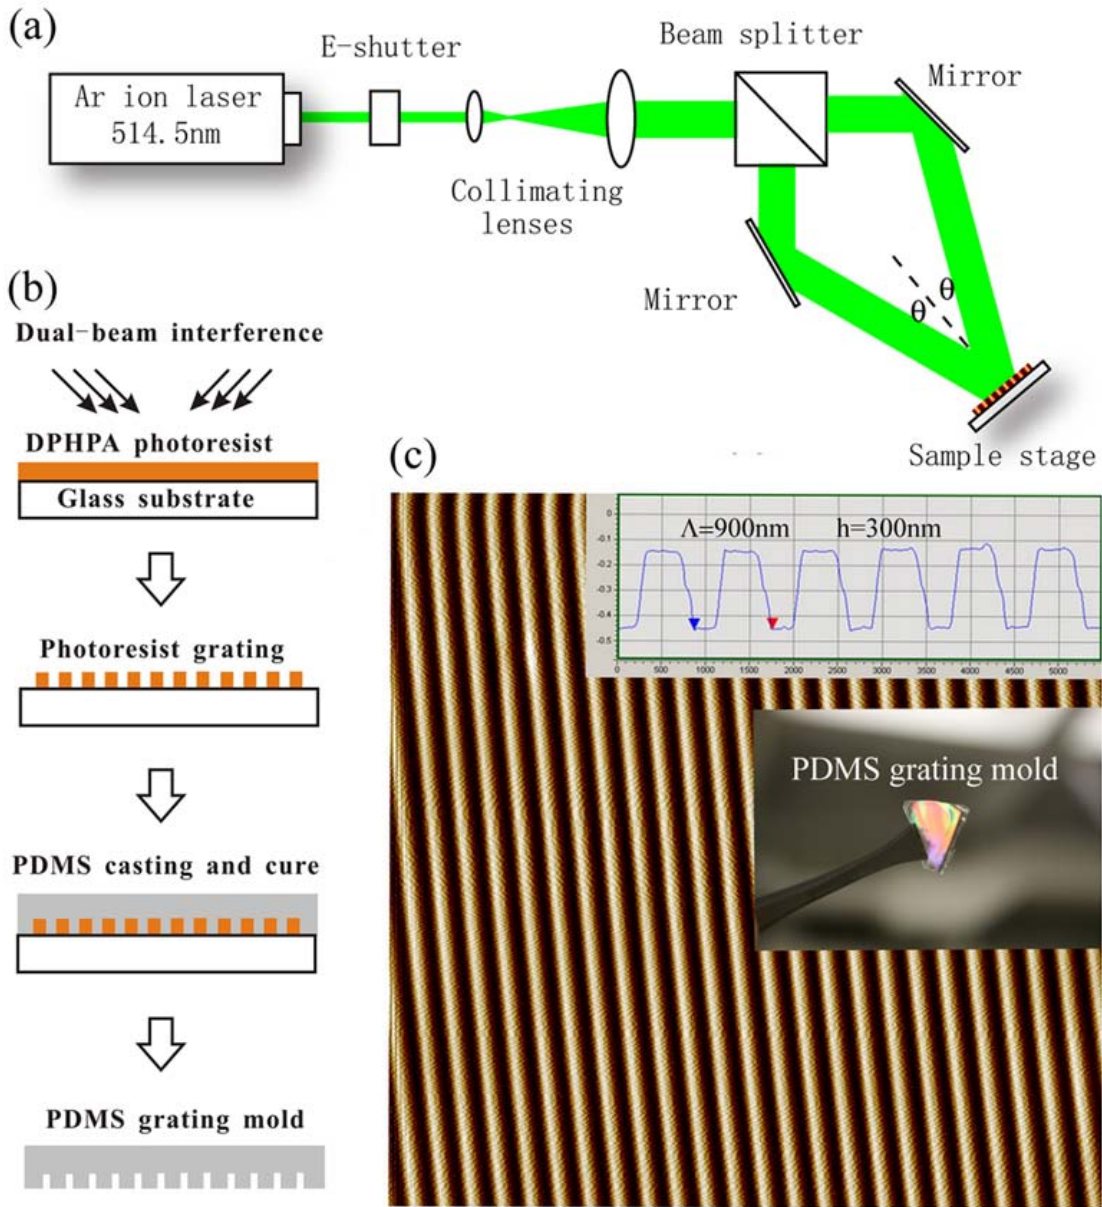 (a)
E-shutter
Beam splitter
Mirror
Ar ion laser
514.5nm
Collimating
lenses
Mirror
θ
θ
Sample stage
(b)
Dual-beam interference
DPHPA photoresist
Glass substrate
Photoresist grating
PDMS casting and cure
PDMS grating mold
(c)
Λ=900nm h=300nm
0
-0.1
-0.2
-0.3
-0.4
-0.5
0 500 1000 1500 2000 2500 3000 3500 4000 4500 5000
PDMS grating mold